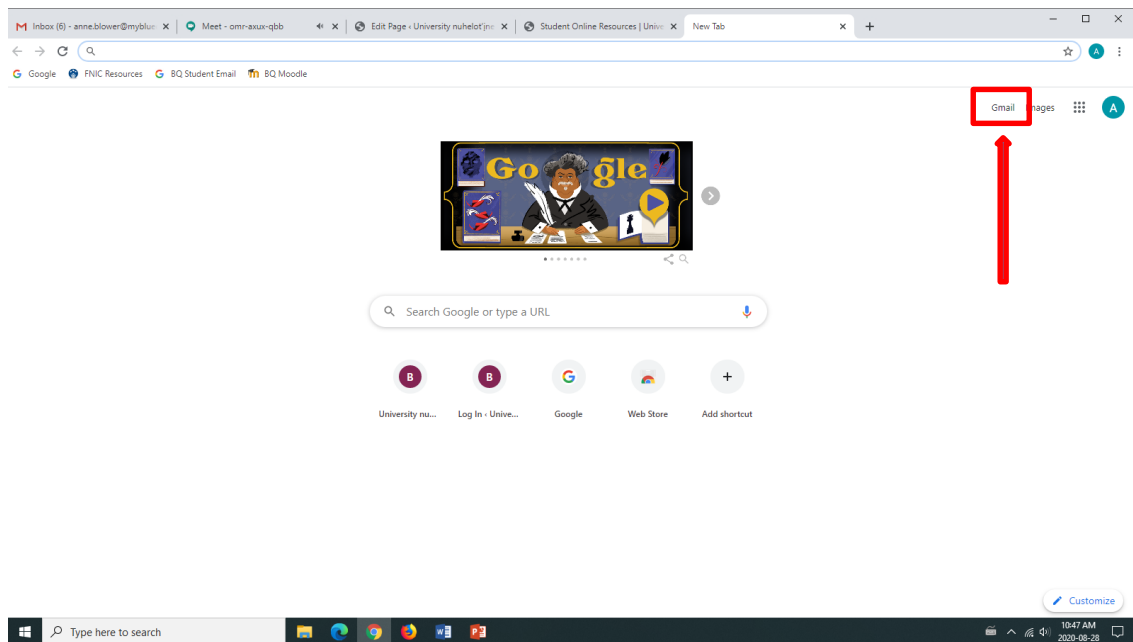 Inbox (6) - anne.blower@myblue
Meet - omr-axux-qbb
Edit Page ‹ University nuhelot'įne
Student Online Resources | Unive
New Tab
Google
FNIC Resources
BQ Student Email
BQ Moodle
A
Gmail
Images
A
Google
Search Google or type a URL
B
B
G
University nu...
Log In ‹ Unive...
Google
Web Store
Add shortcut
Customize
Type here to search
10:47 AM
2020-08-28